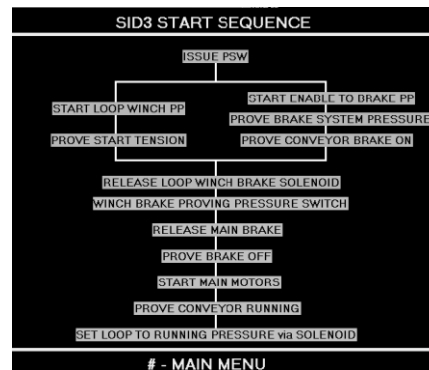 SID3 START SEQUENCE
ISSUE PSW
START LOOP WINCH PP
PROVE START TENSION
START ENABLE TO BRAKE PP
PROVE BRAKE SYSTEM PRESSURE
PROVE CONVEYOR BRAKE ON
RELEASE LOOP WINCH BRAKE SOLENOID
WINCH BRAKE PROVING PRESSURE SWITCH
RELEASE MAIN BRAKE
PROVE BRAKE OFF
START MAIN MOTORS
PROVE CONVEYOR RUNNING
SET LOOP TO RUNNING PRESSURE via SOLENOID
# - MAIN MENU